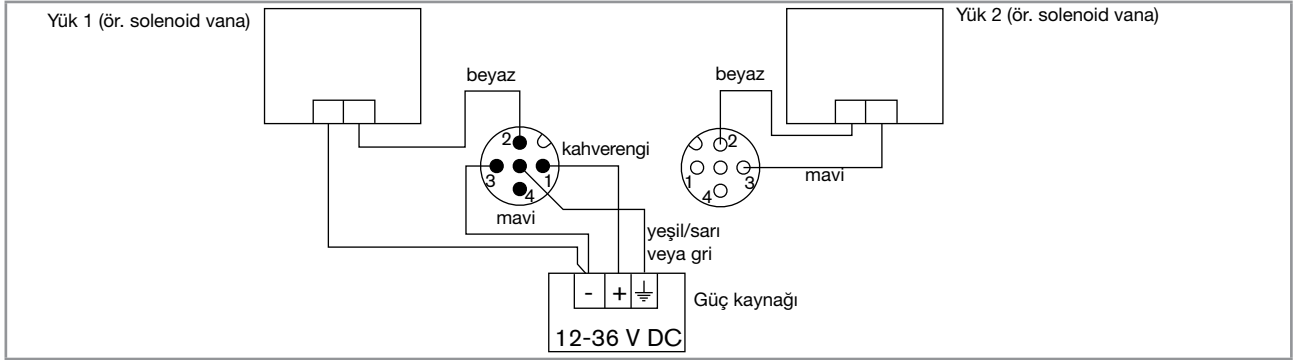 Yük 1 (ör. solenoid vana)
Yük 2 (ör. solenoid vana)
beyaz
beyaz
2
kahverengi
3
1
4
mavi
2
1
3
4
mavi
yeşil/sarı
veya gri
- +
Güç kaynağı
12-36 V DC